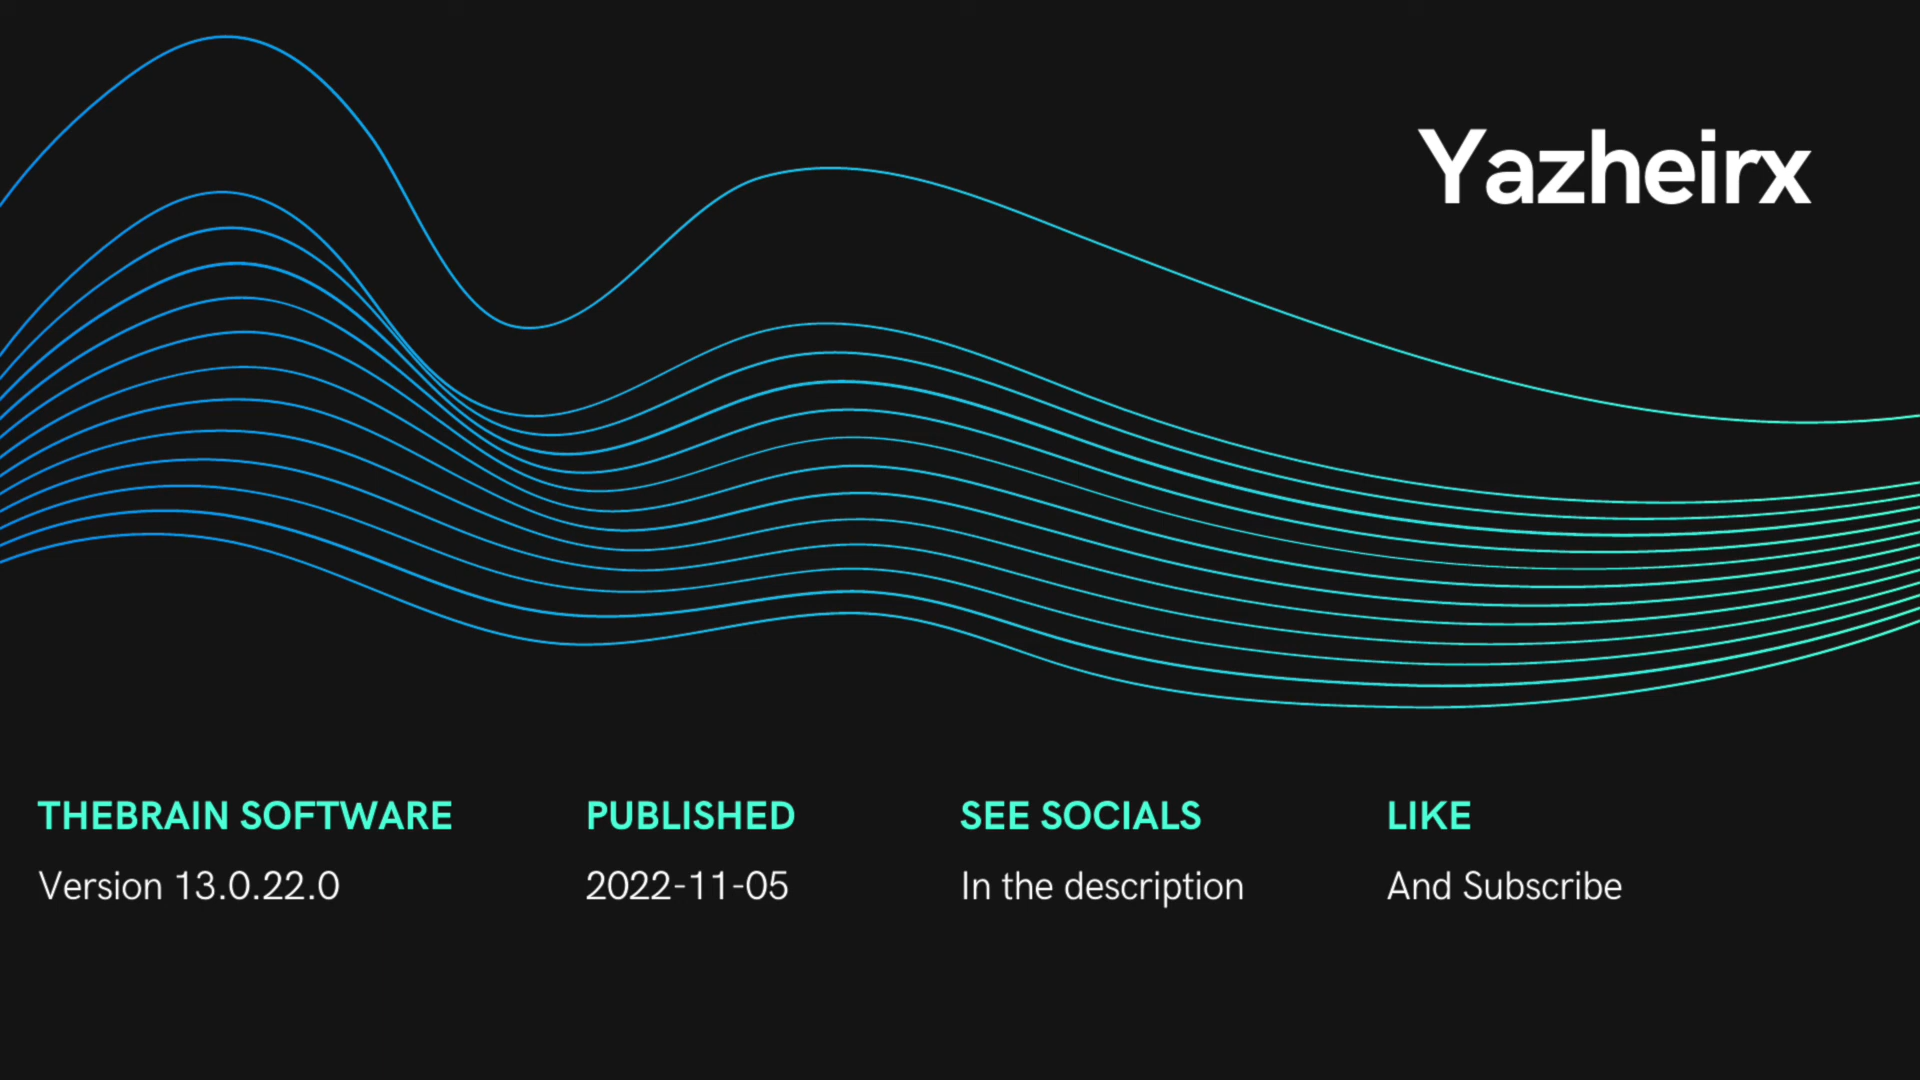 Yazheirx
THEBRAIN SOFTWARE
Version 13.0.22.0
PUBLISHED
2022-11-05
SEE SOCIALS
In the description
LIKE
And Subscribe